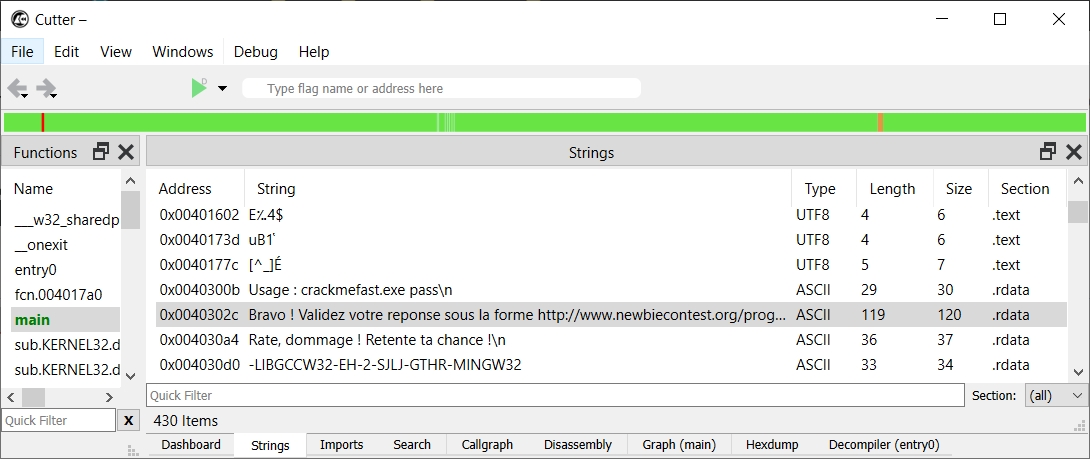 Cutter –
File Edit View Windows Debug Help
Type flag name or address here
Functions Strings
Name
___w32_sharedp
__onexit
entry0
fcn.004017a0
main
sub.KERNEL32.d
sub.KERNEL32.d
Quick Filter X
Address String Type Length Size Section
0x00401602 UTF8 4 6 .text
0x0040173d UTF8 4 6 .text
0x0040177c [^_]É UTF8 5 7 .text
0x0040300b Usage : crackmefast.exe pass\n ASCII 29 30 .rdata
0x0040302c Bravo ! Validez votre reponse sous la forme http://www.newbiecontest.org/prog... ASCII 119 120 .rdata
0x004030a4 Rate, dommage ! Retente ta chance !\n ASCII 36 37 .rdata
0x004030d0 -LIBGCCW32-EH-2-SJLJ-GTHR-MINGW32 ASCII 33 34 .rdata
Quick Filter Section: (all)
430 Items
Dashboard Strings Imports Search Callgraph Disassembly Graph (main) Hexdump Decompiler (entry0)